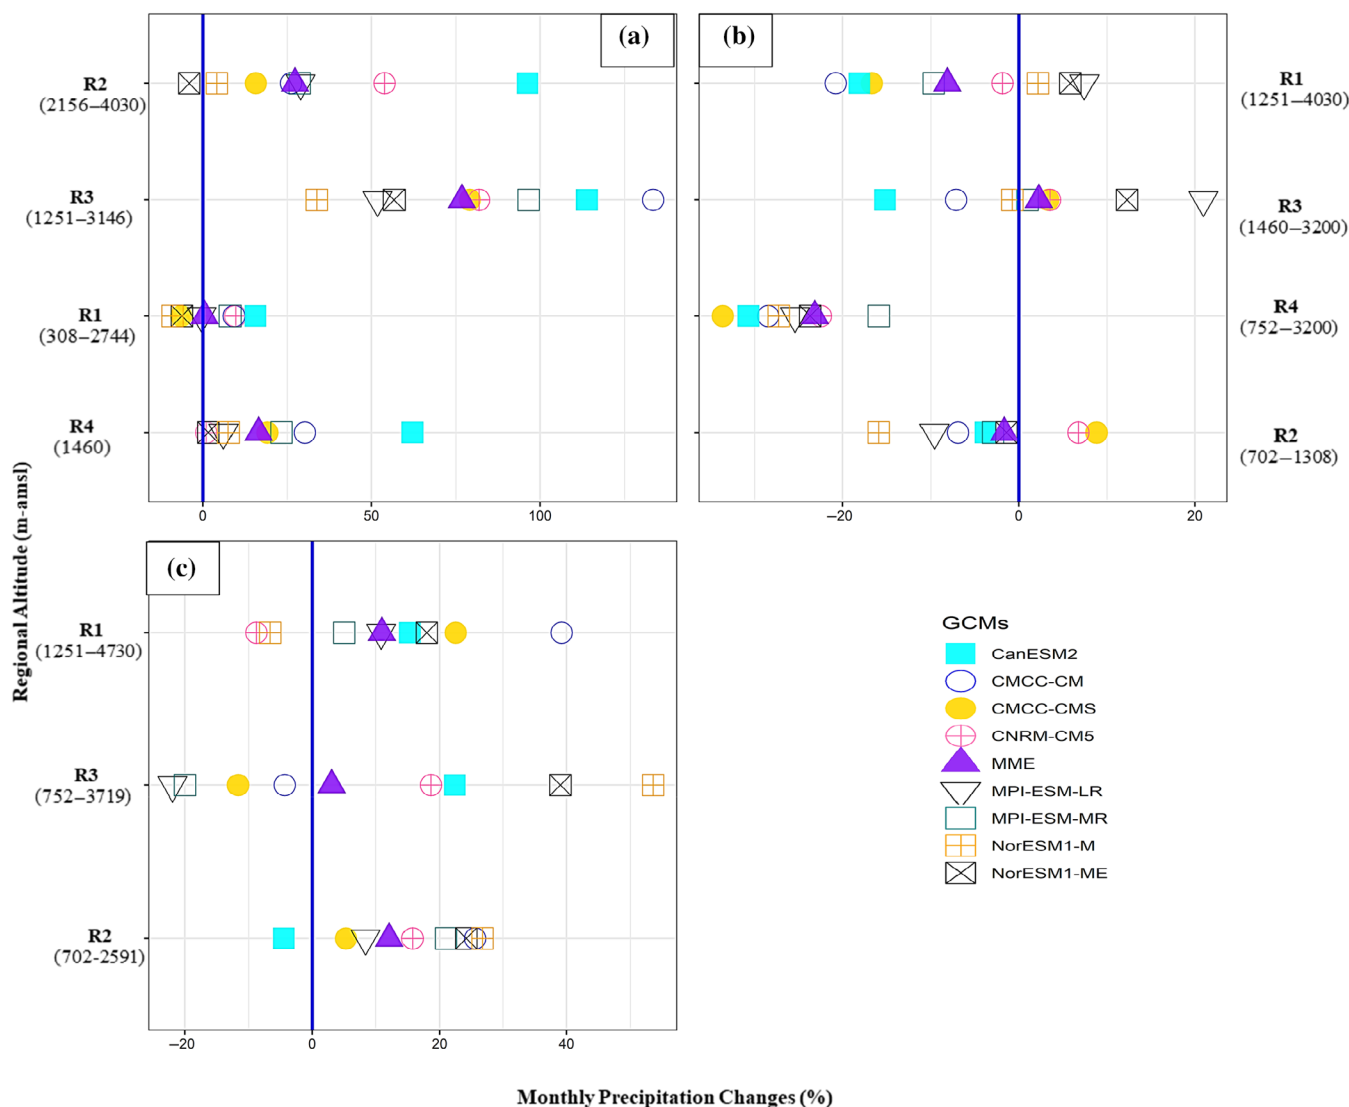 (a)
R2
(2156–4030)
R3
(1251–3146)
R1
(308–2744)
R4
(1460)
0
50
100
(b)
R1
(1251–4030)
R3
(1460–3200)
R4
(752–3200)
R2
(702–1308)
–20
0
20
Regional Altitude (m-amsl)
(c)
R1
(1251–4730)
R3
(752–3719)
R2
(702-2591)
–20
0
20
40
GCMs
CanESM2
CMCC-CM
CMCC-CMS
CNRM-CM5
MME
MPI-ESM-LR
MPI-ESM-MR
NorESM1-M
NorESM1-ME
Monthly Precipitation Changes (%)